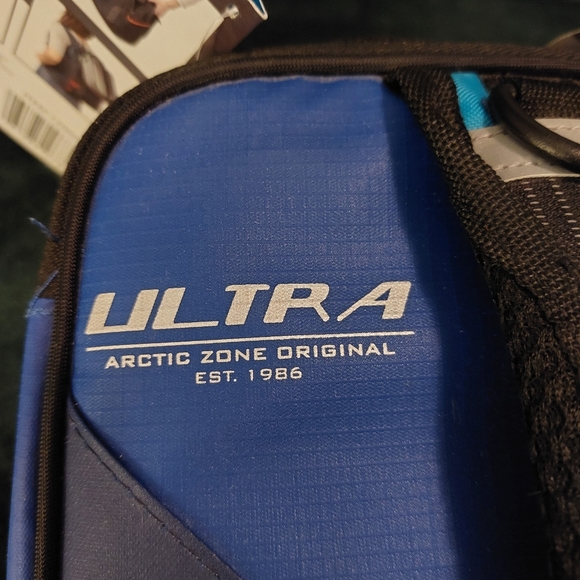 ULTRA
ARCTIC ZONE ORIGINAL
EST. 1986